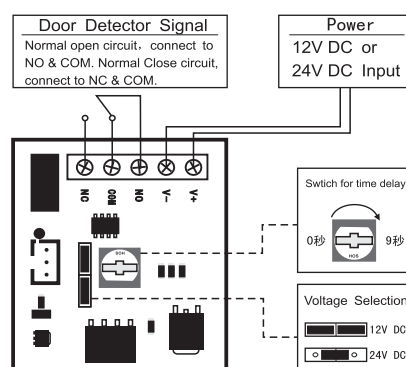 Door Detector Signal
Normal open circuit, connect to
NO & COM. Normal Close circuit,
connect to NC & COM.
Power
12V DC or
24V DC Input
NC
COM
NO
V-
V+
Swtich for time delay
0秒
9秒
HOS
HOS
Voltage Selection
12V DC
24V DC